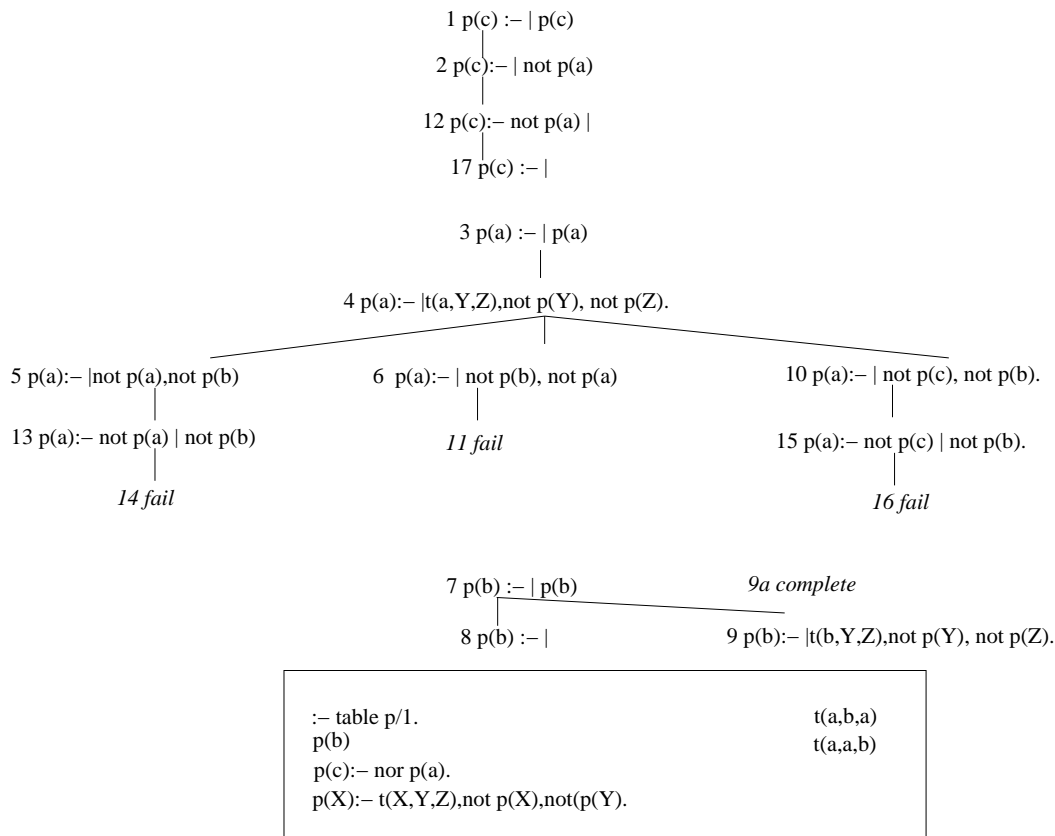 1 p(c) :– | p(c)
2 p(c):– | not p(a)
12 p(c):– not p(a) |
17 p(c) :– |
3 p(a) :– | p(a)
4 p(a):– |t(a,Y,Z),not p(Y), not p(Z).
5 p(a):– |not p(a),not p(b)
6 p(a):– | not p(b), not p(a)
10 p(a):– | not p(c), not p(b).
13 p(a):– not p(a) | not p(b)
11 fail
15 p(a):– not p(c) | not p(b).
14 fail
16 fail
7 p(b) :– | p(b)
9a complete
8 p(b) :– |
9 p(b):– |t(b,Y,Z),not p(Y), not p(Z).
:– table p/1.
t(a,b,a)
p(b)
t(a,a,b)
p(c):– nor p(a).
p(X):– t(X,Y,Z),not p(X),not(p(Y).